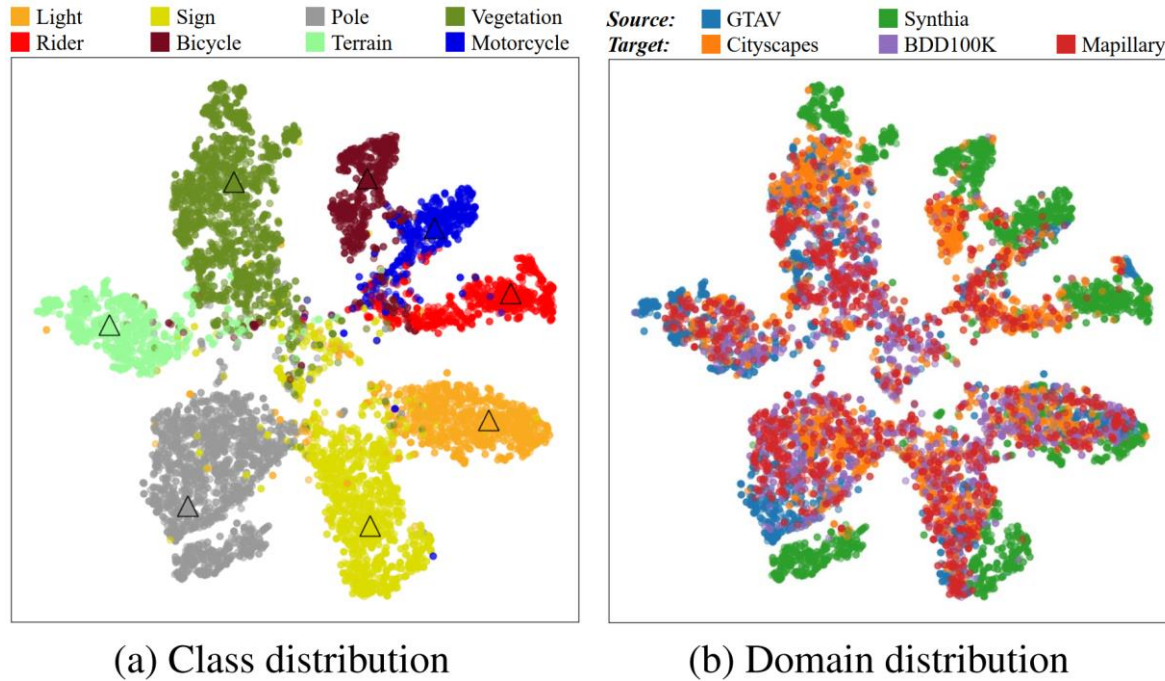 Light Sign Pole Vegetation
Rider Bicycle Terrain Motorcycle
Source: GTAV Synthia
Target: Cityscapes BDD100K Mapillary
(a) Class distribution
(b) Domain distribution